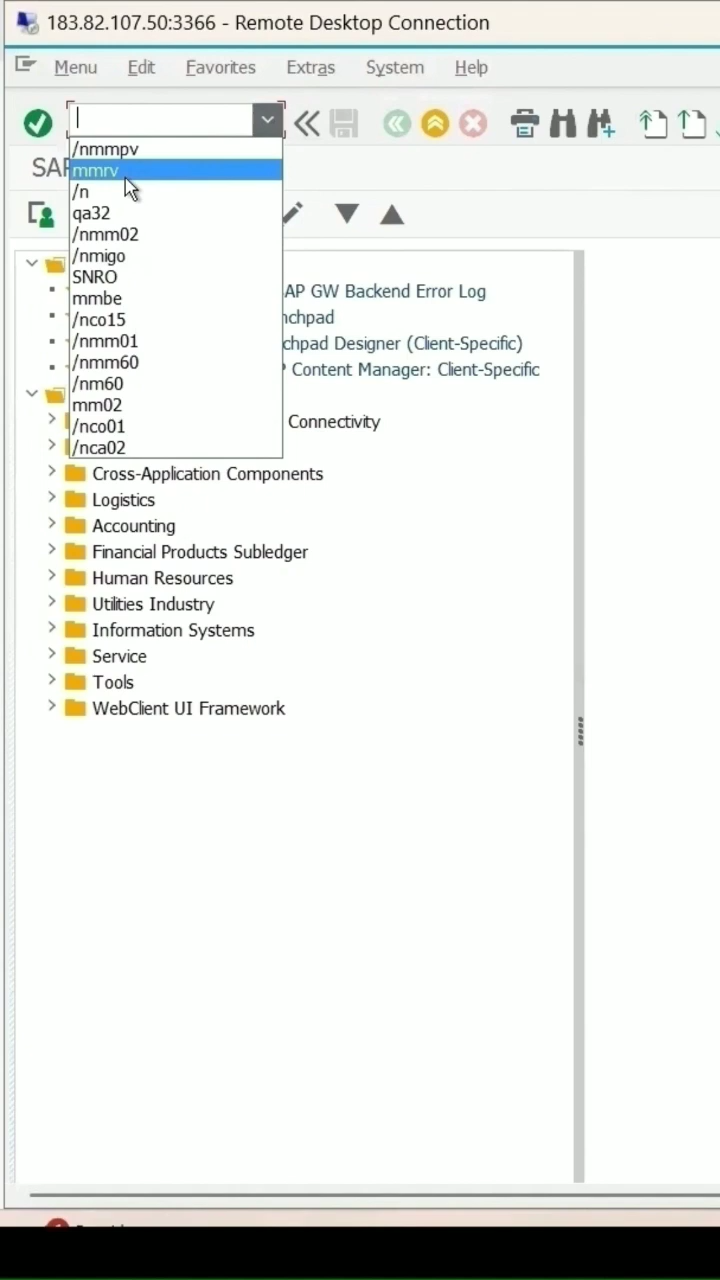 183.82.107.50:3366 - Remote Desktop Connection
Menu Edit Favorites Extras System Help
/nmmpv
mmrv
/n
qa32
/nmm02
/nmigo
SNRO
mmbe
/nco15
/nmm01
/nmm60
/nm60
mm02
/nco01
/nca02
SAP
AP GW Backend Error Log
nchpad
chpad Designer (Client-Specific)
P Content Manager: Client-Specific
Connectivity
Cross-Application Components
Logistics
Accounting
Financial Products Subledger
Human Resources
Utilities Industry
Information Systems
Service
Tools
WebClient UI Framework